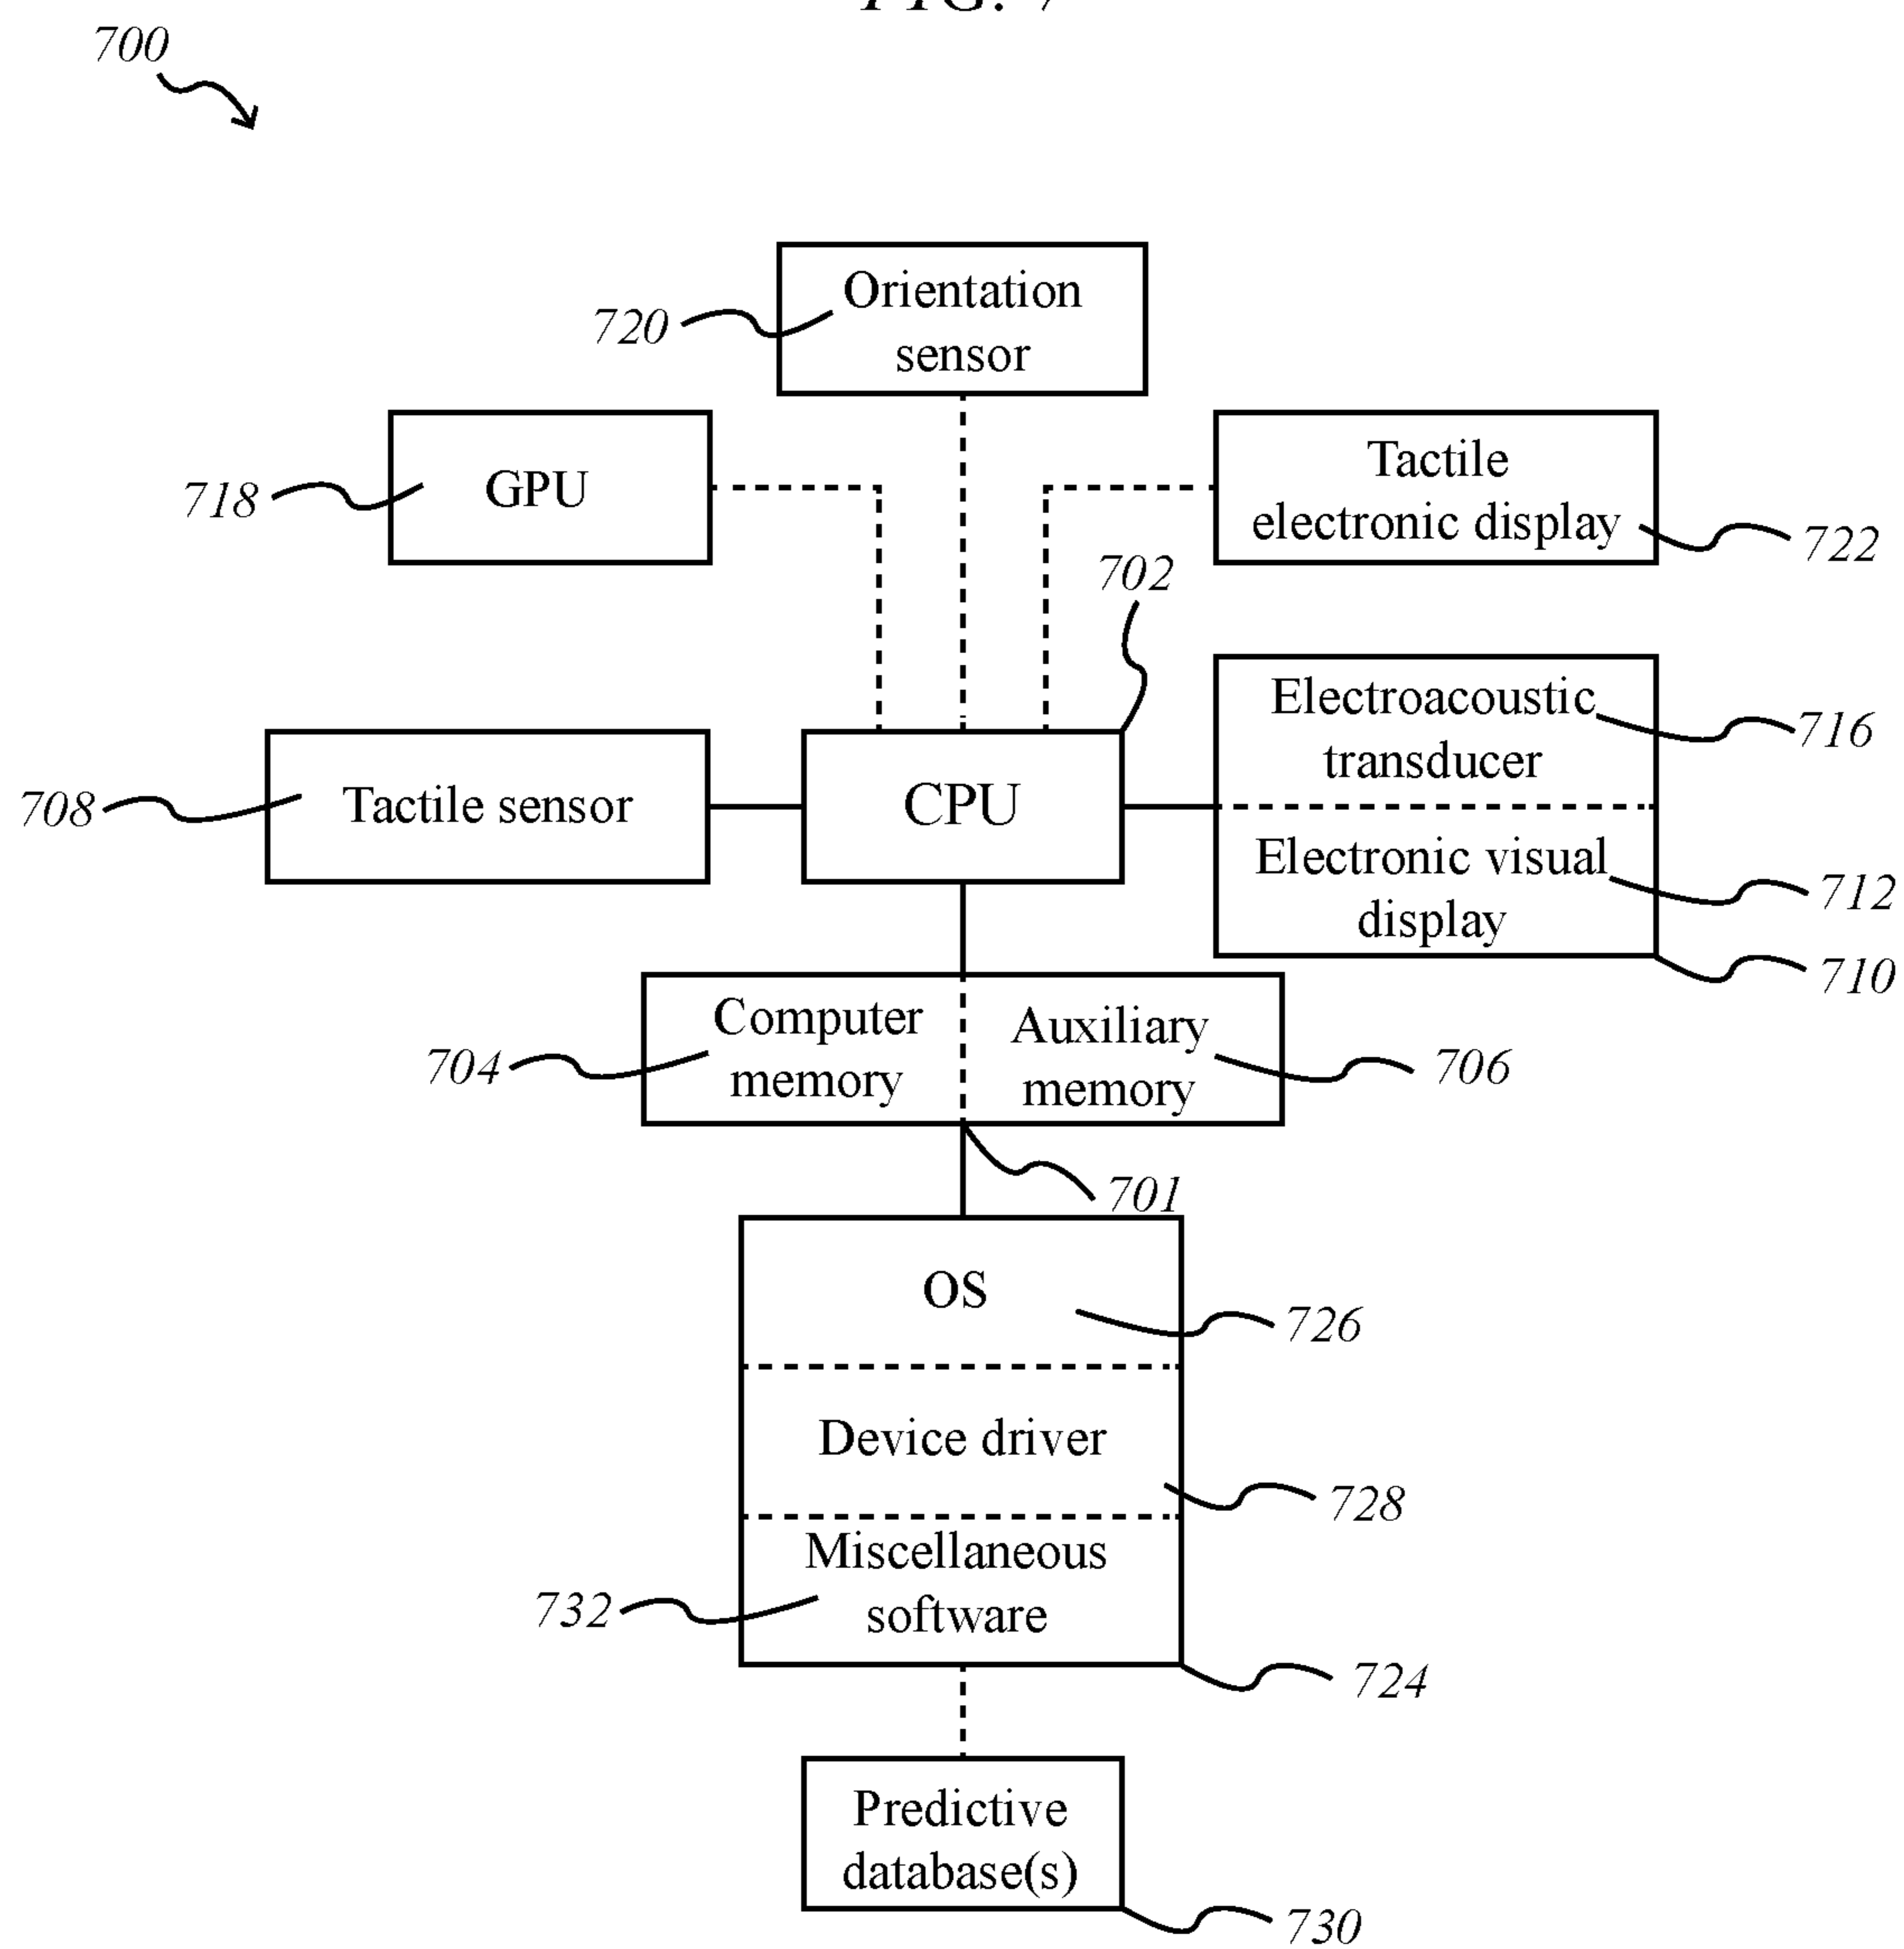 FIG. 7
700
Orientation
sensor
720
GPU
718
Tactile
electronic display
722
702
Electroacoustic
transducer
716
Tactile sensor
708
CPU
Electronic visual
display
712
710
Computer
memory
704
Auxiliary
memory
706
701
OS
726
Device driver
728
Miscellaneous
software
732
724
Predictive
database(s)
730